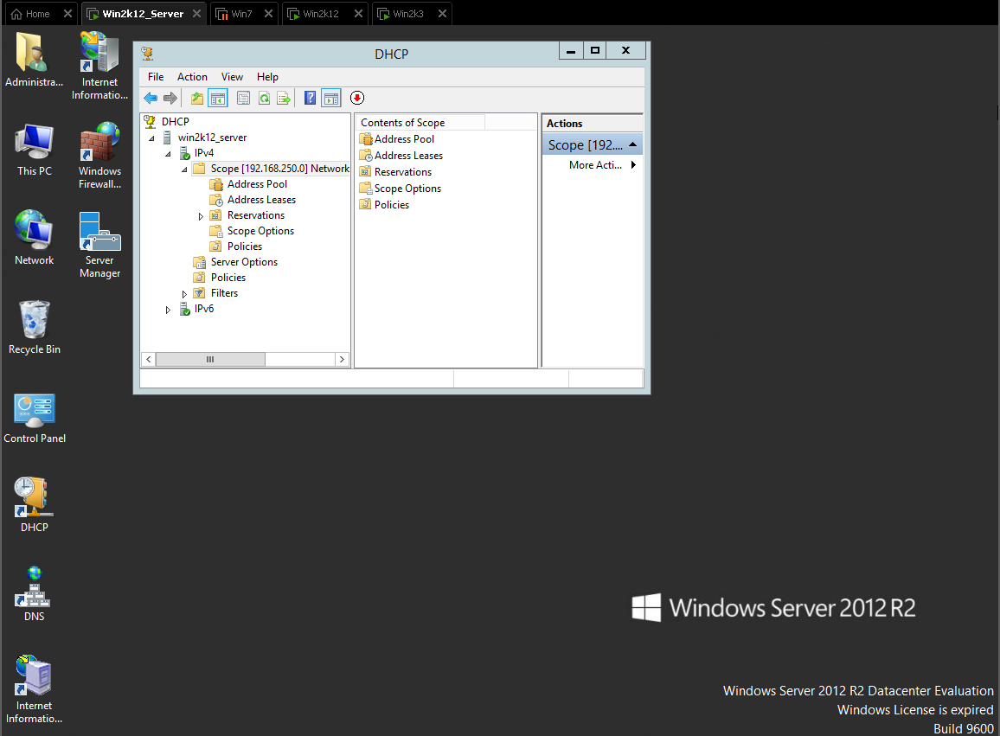 Home
Win2k12_Server
Win7
Win2k12
Win2k3
Administra...
Internet
Informatio...
This PC
Windows
Firewall...
Network
Server
Manager
Recycle Bin
Control Panel
DHCP
DNS
Internet
Informatio...
DHCP
File Action View Help
DHCP
win2k12_server
IPv4
Scope [192.168.250.0] Network
Address Pool
Address Leases
Reservations
Scope Options
Policies
Server Options
Policies
Filters
IPv6
Contents of Scope
Address Pool
Address Leases
Reservations
Scope Options
Policies
Actions
Scope [192....
More Acti...
Windows Server 2012 R2
Windows Server 2012 R2 Datacenter Evaluation
Windows License is expired
Build 9600